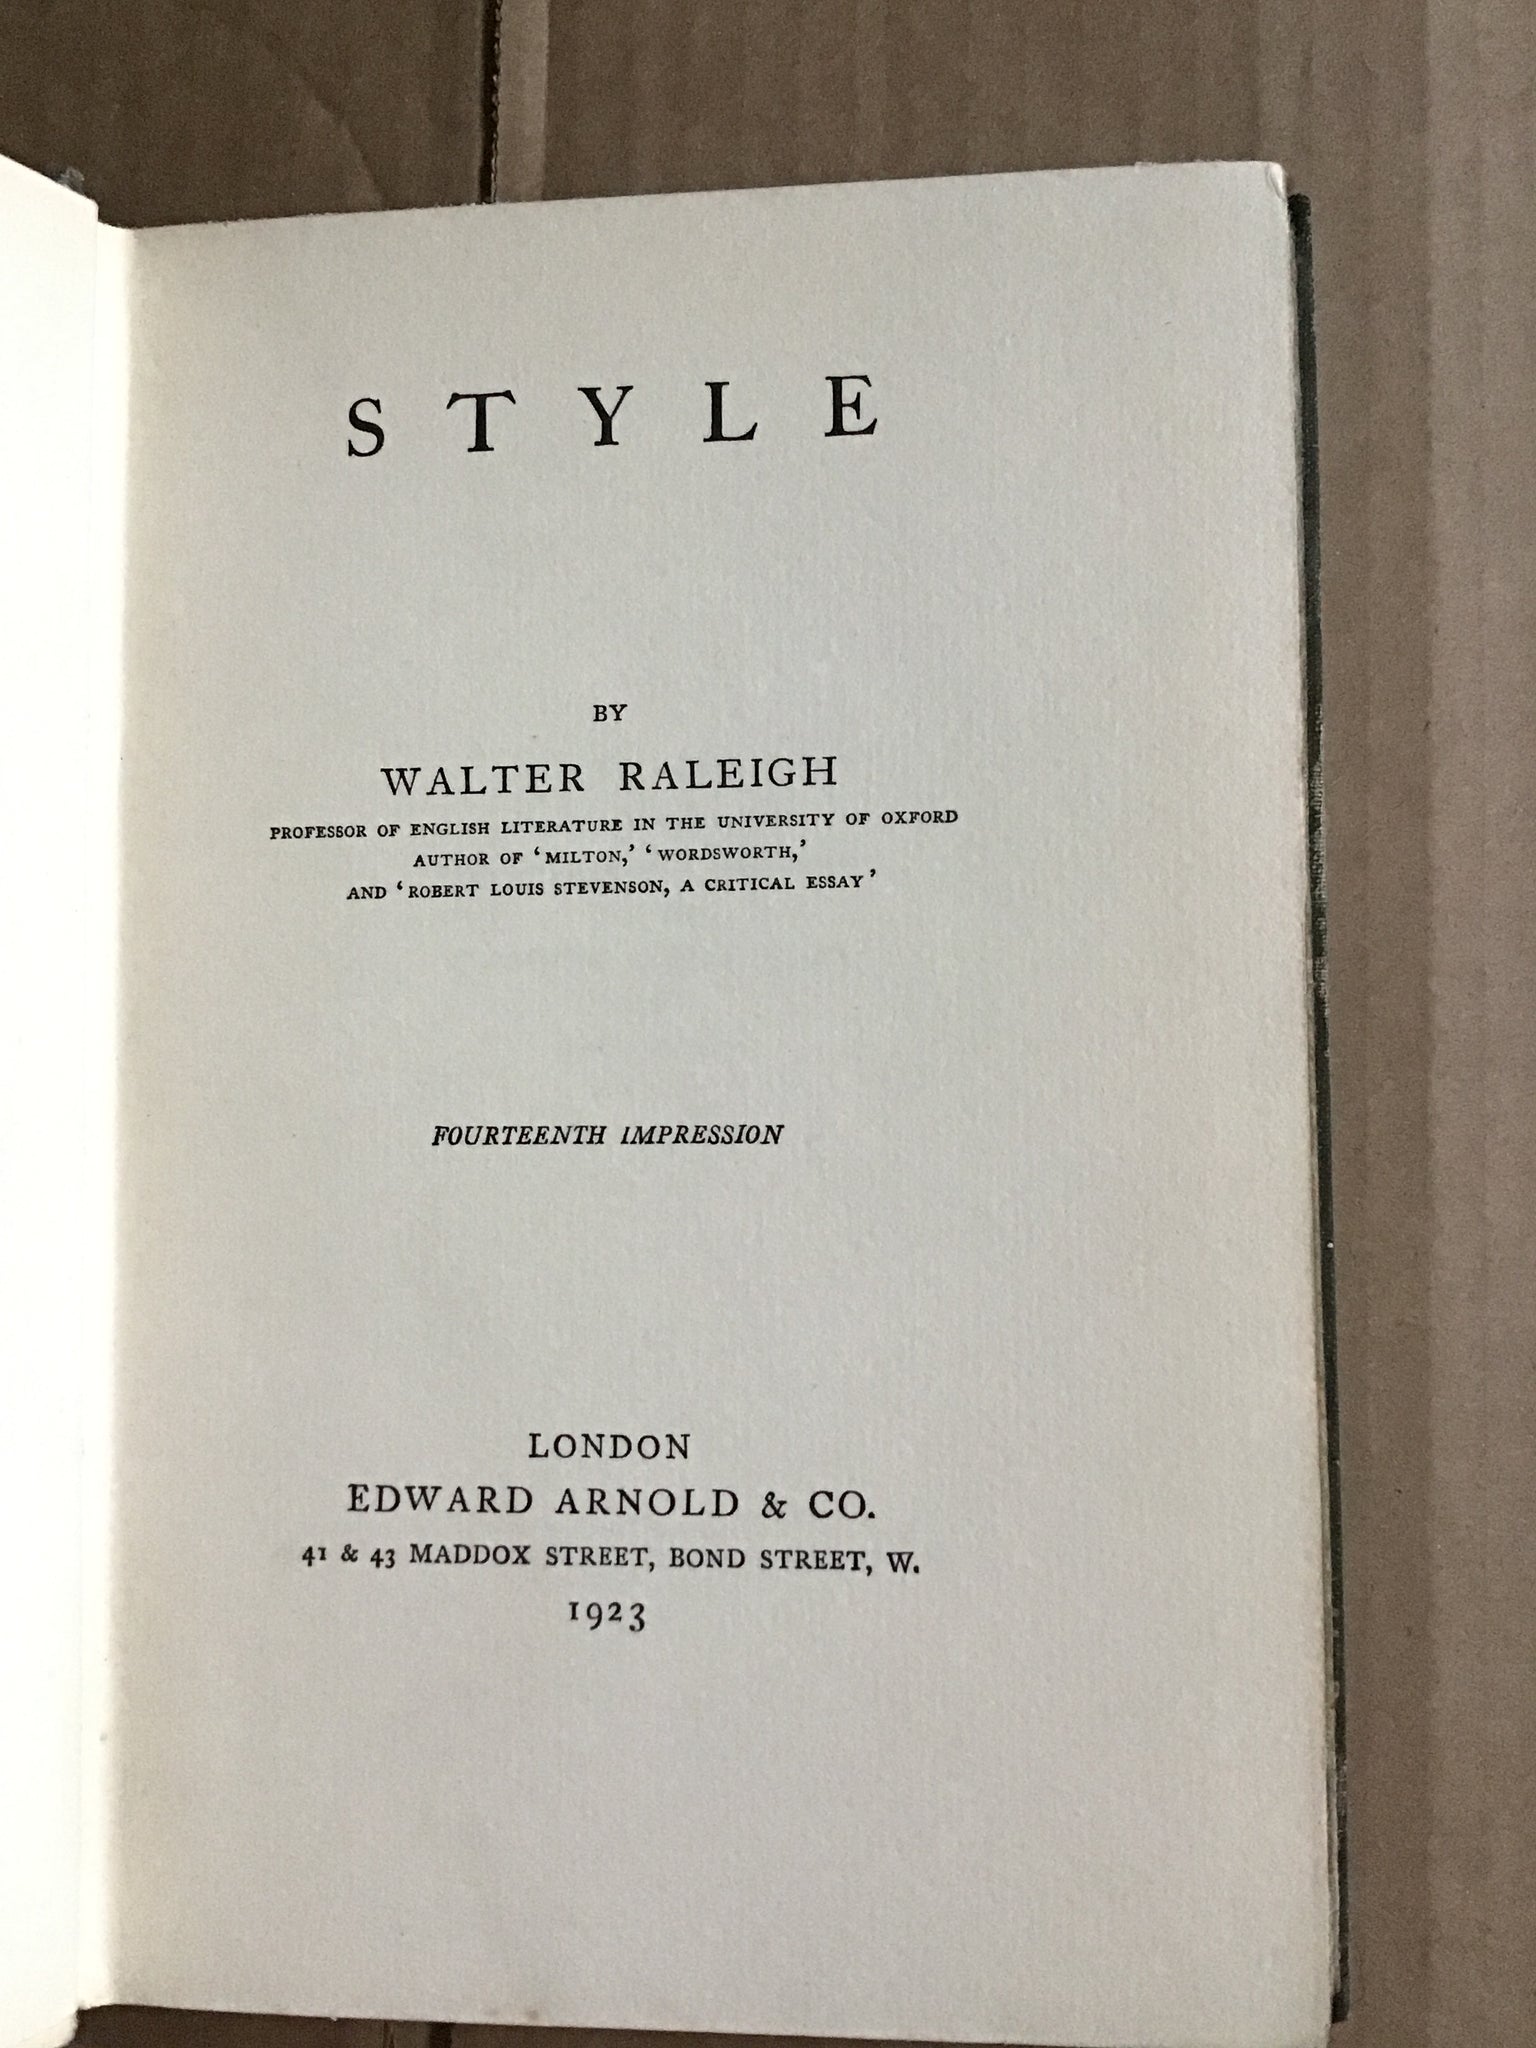 STYLE
BY
WALTER RALEIGH
PROFESSOR OF ENGLISH LITERATURE IN THE UNIVERSITY OF OXFORD
AUTHOR OF ‘MILTON,’ ‘WORDSWORTH,’
AND ‘ROBERT LOUIS STEVENSON, A CRITICAL ESSAY’
FOURTEENTH IMPRESSION
LONDON
EDWARD ARNOLD & CO.
41 & 43 MADDOX STREET, BOND STREET, W.
1923